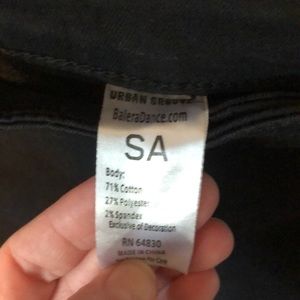 URBAN GROOVE
BaleraDance.com
SA
Body:
71% Cotton
27% Polyester
2% Spandex
Exclusive of Decoration
RN 64830
MADE IN CHINA